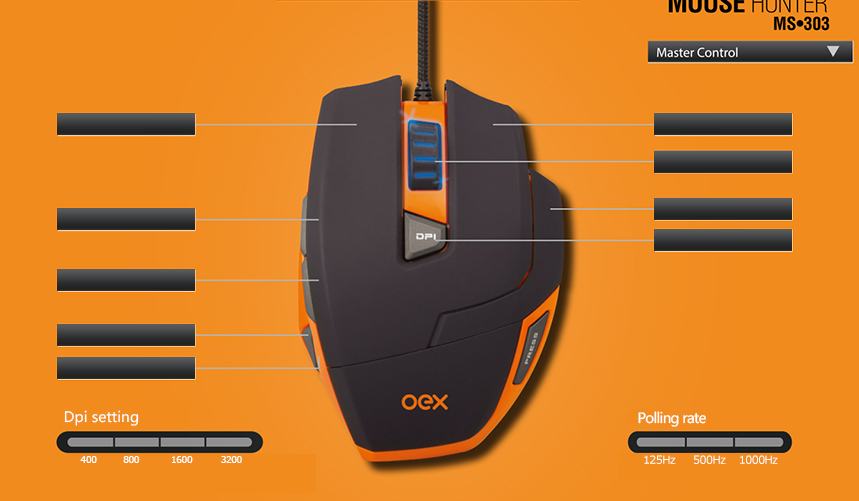 MOUSE HUNTER
MS•303
Master Control
DPI
PRESS
oex
Dpi setting
400 800 1600 3200
Polling rate
125Hz 500Hz 1000Hz